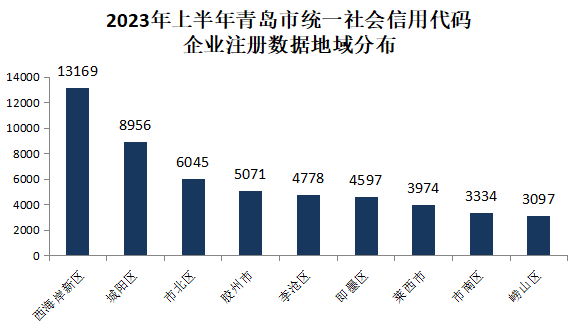 2023年上半年青岛市统一社会信用代码
企业注册数据地域分布
14000
12000
10000
8000
6000
4000
2000
0
13169
8956
6045
5071
4778
4597
3974
3334
3097
西海岸新区
城阳区
市北区
胶州市
李沧区
即墨区
莱西市
市南区
崂山区